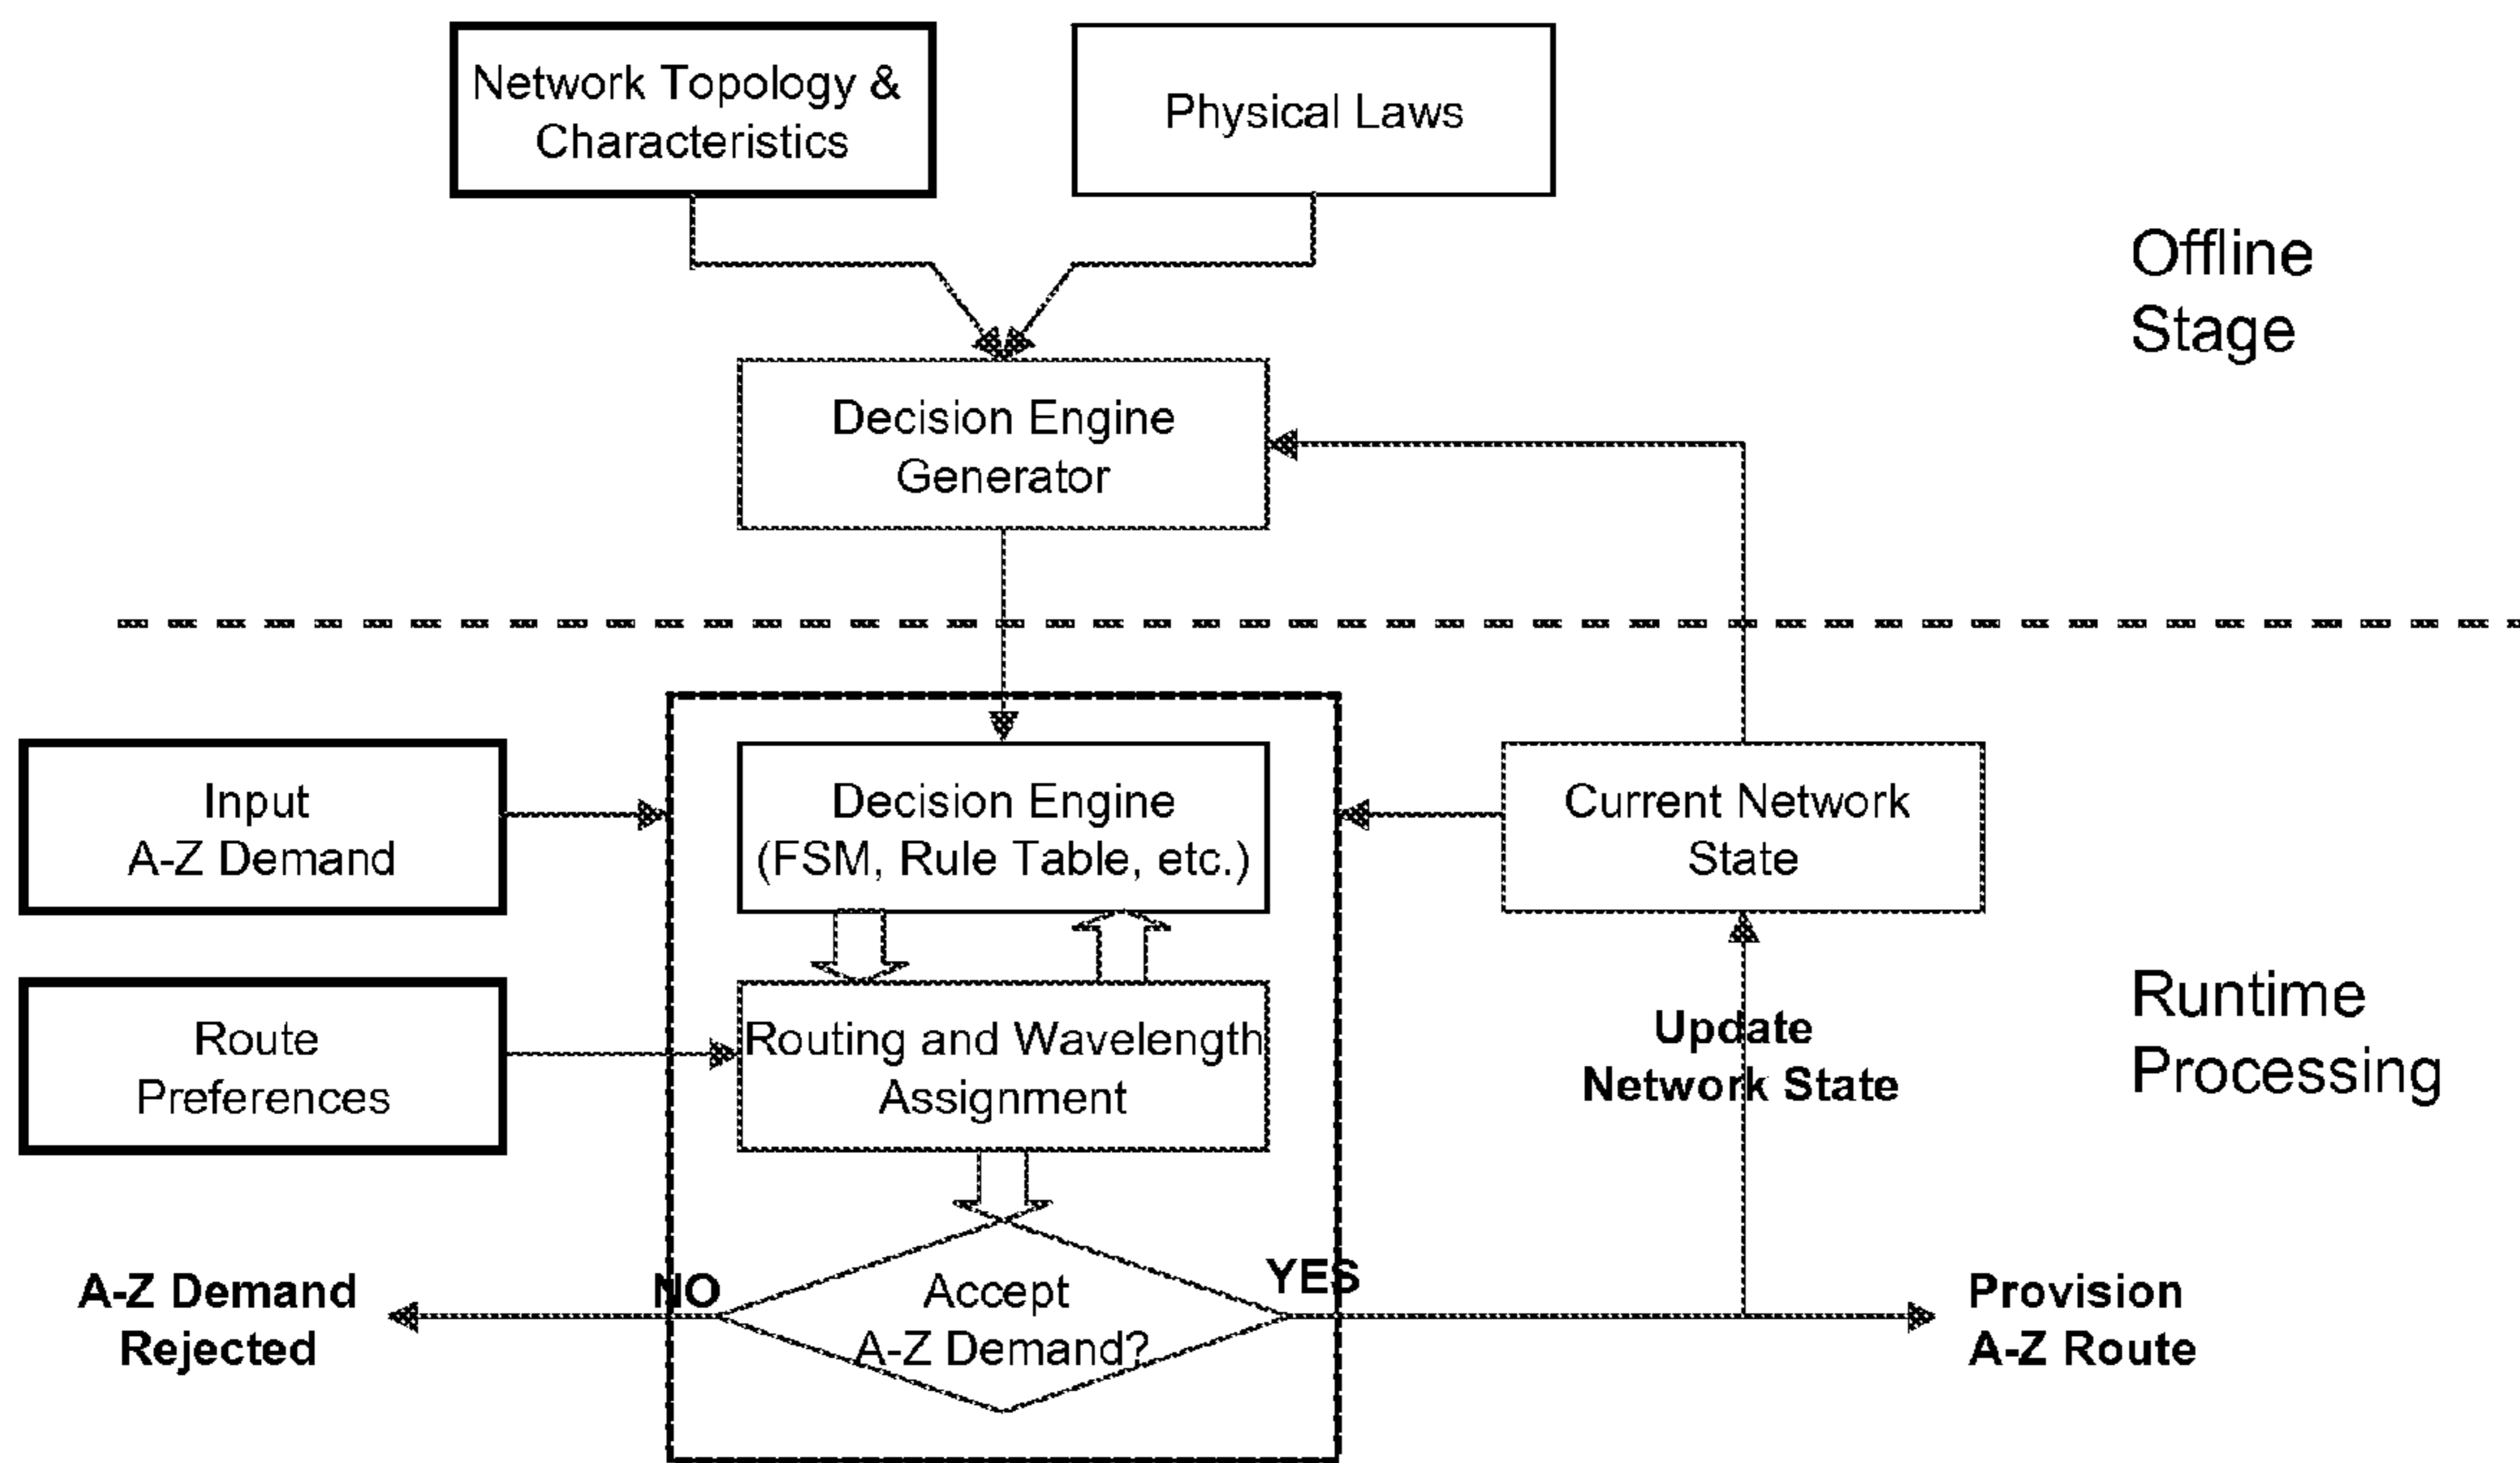 Network Topology &
Characteristics
Physical Laws
Offline
Stage
Decision Engine
Generator
Input
A-Z Demand
Decision Engine
(FSM, Rule Table, etc.)
Current Network
State
Route
Preferences
Routing and Wavelength
Assignment
Update
Network State
Runtime
Processing
A-Z Demand
Rejected
NO
Accept
A-Z Demand?
YES
Provision
A-Z Route